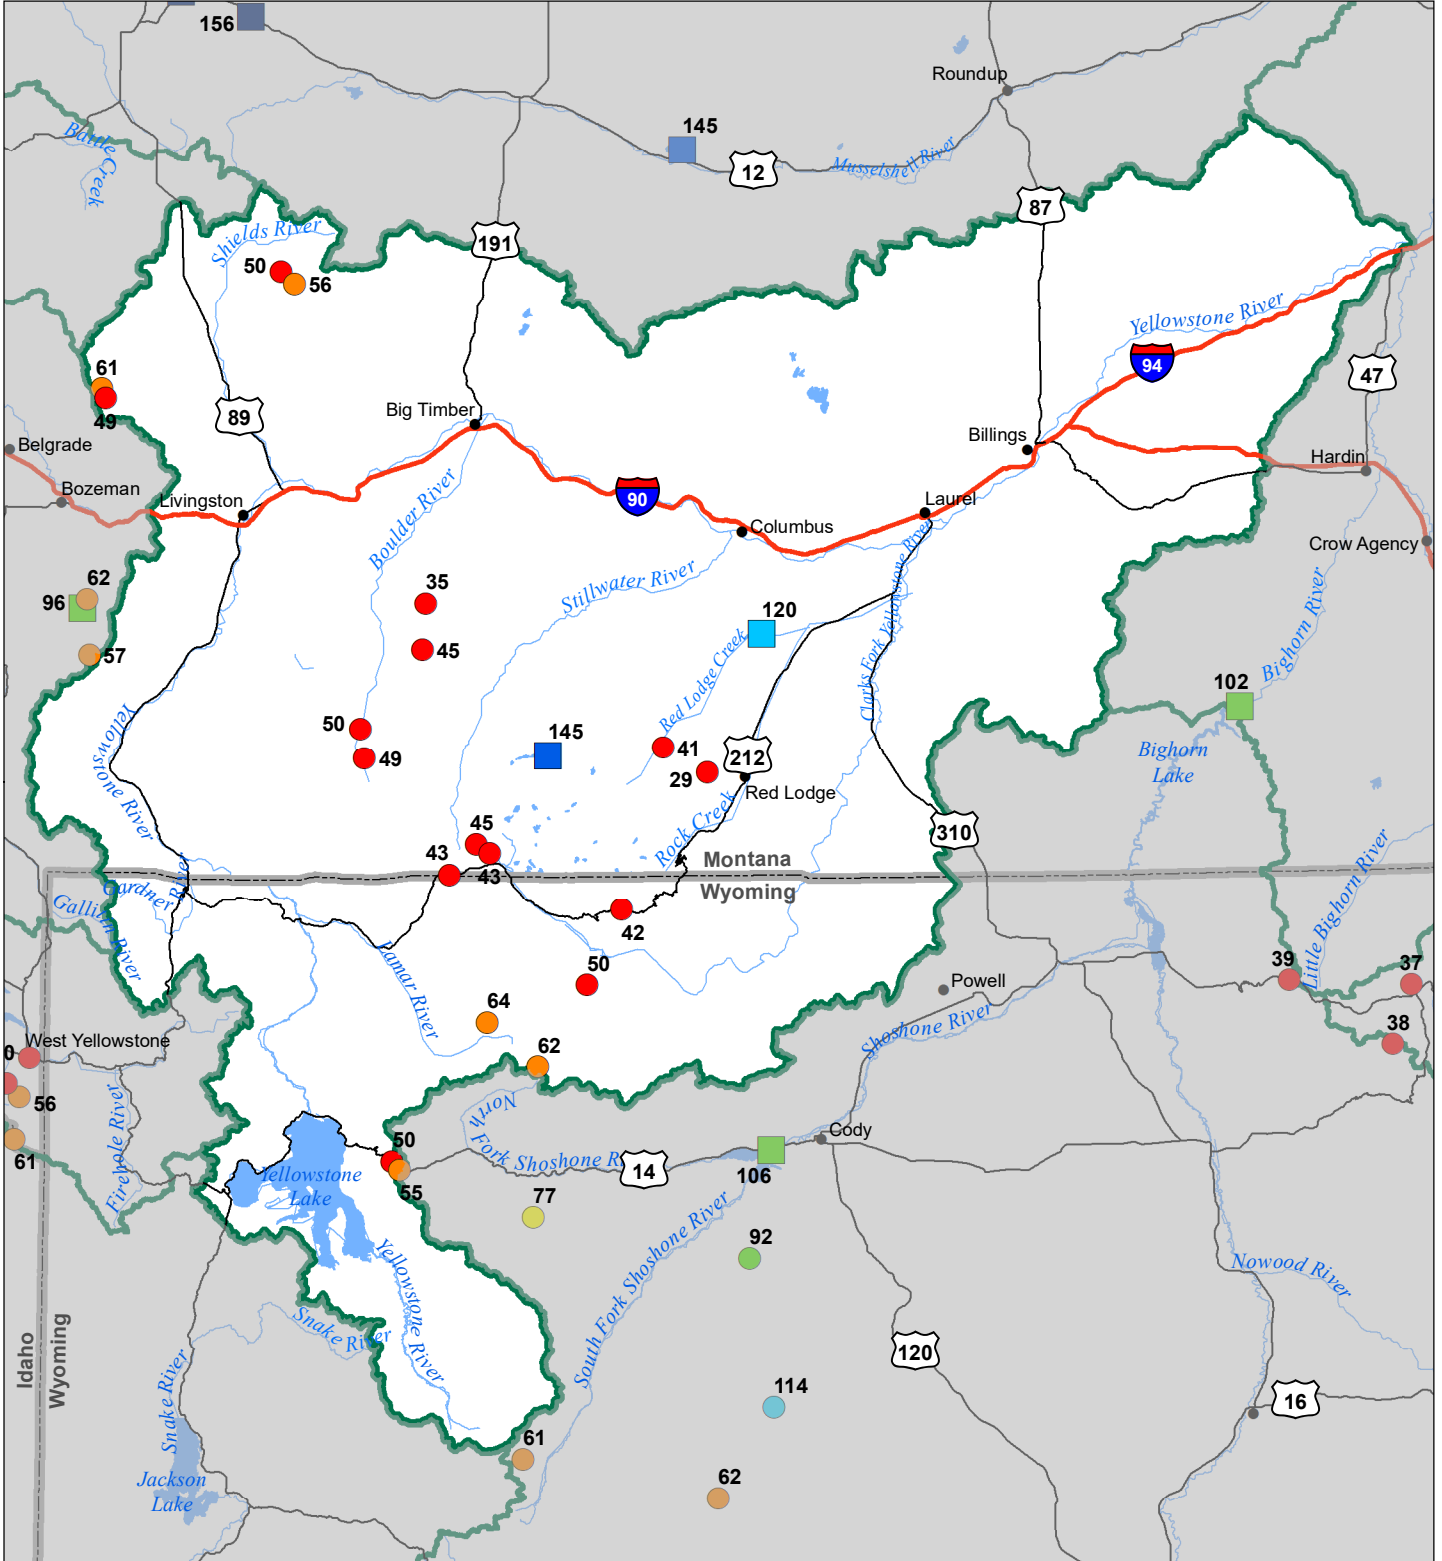 156
Roundup
145
12
Musselshell River
Battle
Creek
87
Shields River
191
50
56
Yellowstone River
94
61
49
89
47
Big Timber
Belgrade
Billings
Hardin
Bozeman
Livingston
90
Laurel
Columbus
Crow Agency
Boulder River
Stillwater River
Clarks Fork Yellowstone River
62
96
35
120
57
45
Red Lodge Creek
Bighorn River
102
Yellowstone River
50
49
145
41
29
212
Red Lodge
Bighorn
Lake
Rock Creek
310
45
43
43
Montana
Wyoming
Gardner River
Gallitin River
Little Bighorn River
42
Lamar River
50
Powell
39
37
64
Shoshone River
38
West Yellowstone
0
62
56
Firehole River
61
North
Fork Shoshone R
14
Cody
50
55
106
Yellowstone
Lake
77
92
South Fork Shoshone River
Yellowstone River
Nowood River
Snake River
Idaho
Wyoming
120
Snake River
114
16
61
Jackson
Lake
62